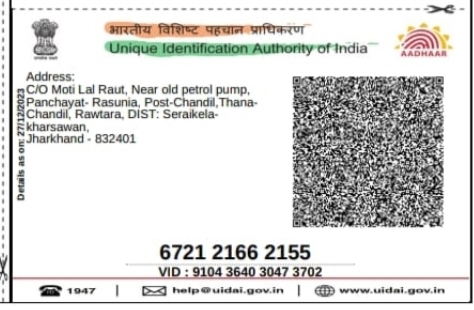 भारतीय विशिष्ट पहचान प्राधिकरण
Unique Identification Authority of India
AADHAAR
Details as on: 27/12/2023
Address:
C/O Moti Lal Raut, Near old petrol pump,
Panchayat- Rasunia, Post-Chandil,Thana-
Chandil, Rawtara, DIST: Seraikela-
kharsawan,
Jharkhand - 832401
6721 2166 2155
VID : 9104 3640 3047 3702
1947 | help@uidai.gov.in | www.uidai.gov.in